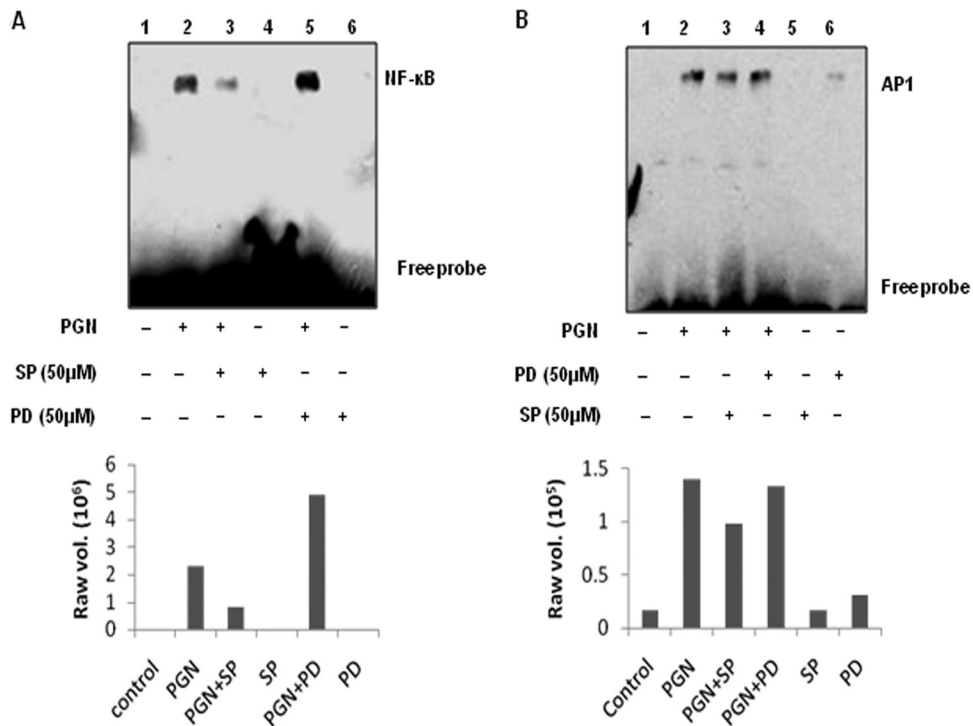 A
1 2 3 4 5 6
NF-κB
Freeprobe
PGN – + + – + –
SP (50µM) – – + + – –
PD (50µM) – – – – + +
Raw vol. (10⁶)
6
5
4
3
2
1
0
control PGN PGN+SP SP PGN+PD PD
B
1 2 3 4 5 6
AP1
Freeprobe
PGN – + + + – –
PD (50µM) – – – + – +
SP (50µM) – – + – + –
Raw vol. (10⁵)
1.5
1
0.5
0
Control PGN PGN+SP PGN+PD SP PD